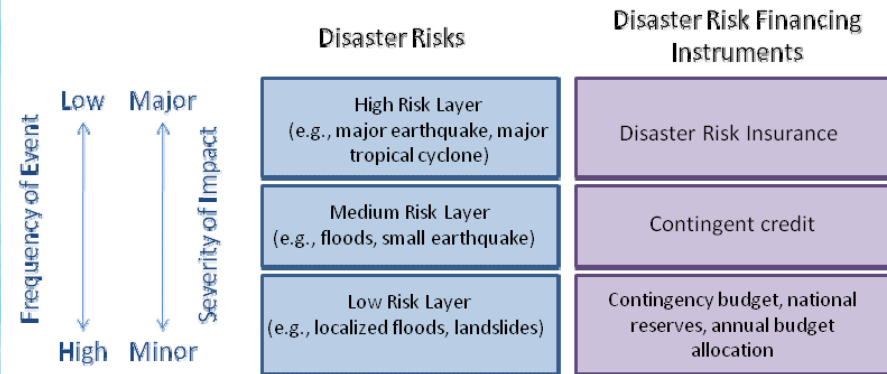 Disaster Risks
Disaster Risk Financing
Instruments
Frequency of Event
Low Major
High Minor
Severity of Impact
High Risk Layer
(e.g., major earthquake, major
tropical cyclone)
Disaster Risk Insurance
Medium Risk Layer
(e.g., floods, small earthquake)
Contingent credit
Low Risk Layer
(e.g., localized floods, landslides)
Contingency budget, national
reserves, annual budget
allocation